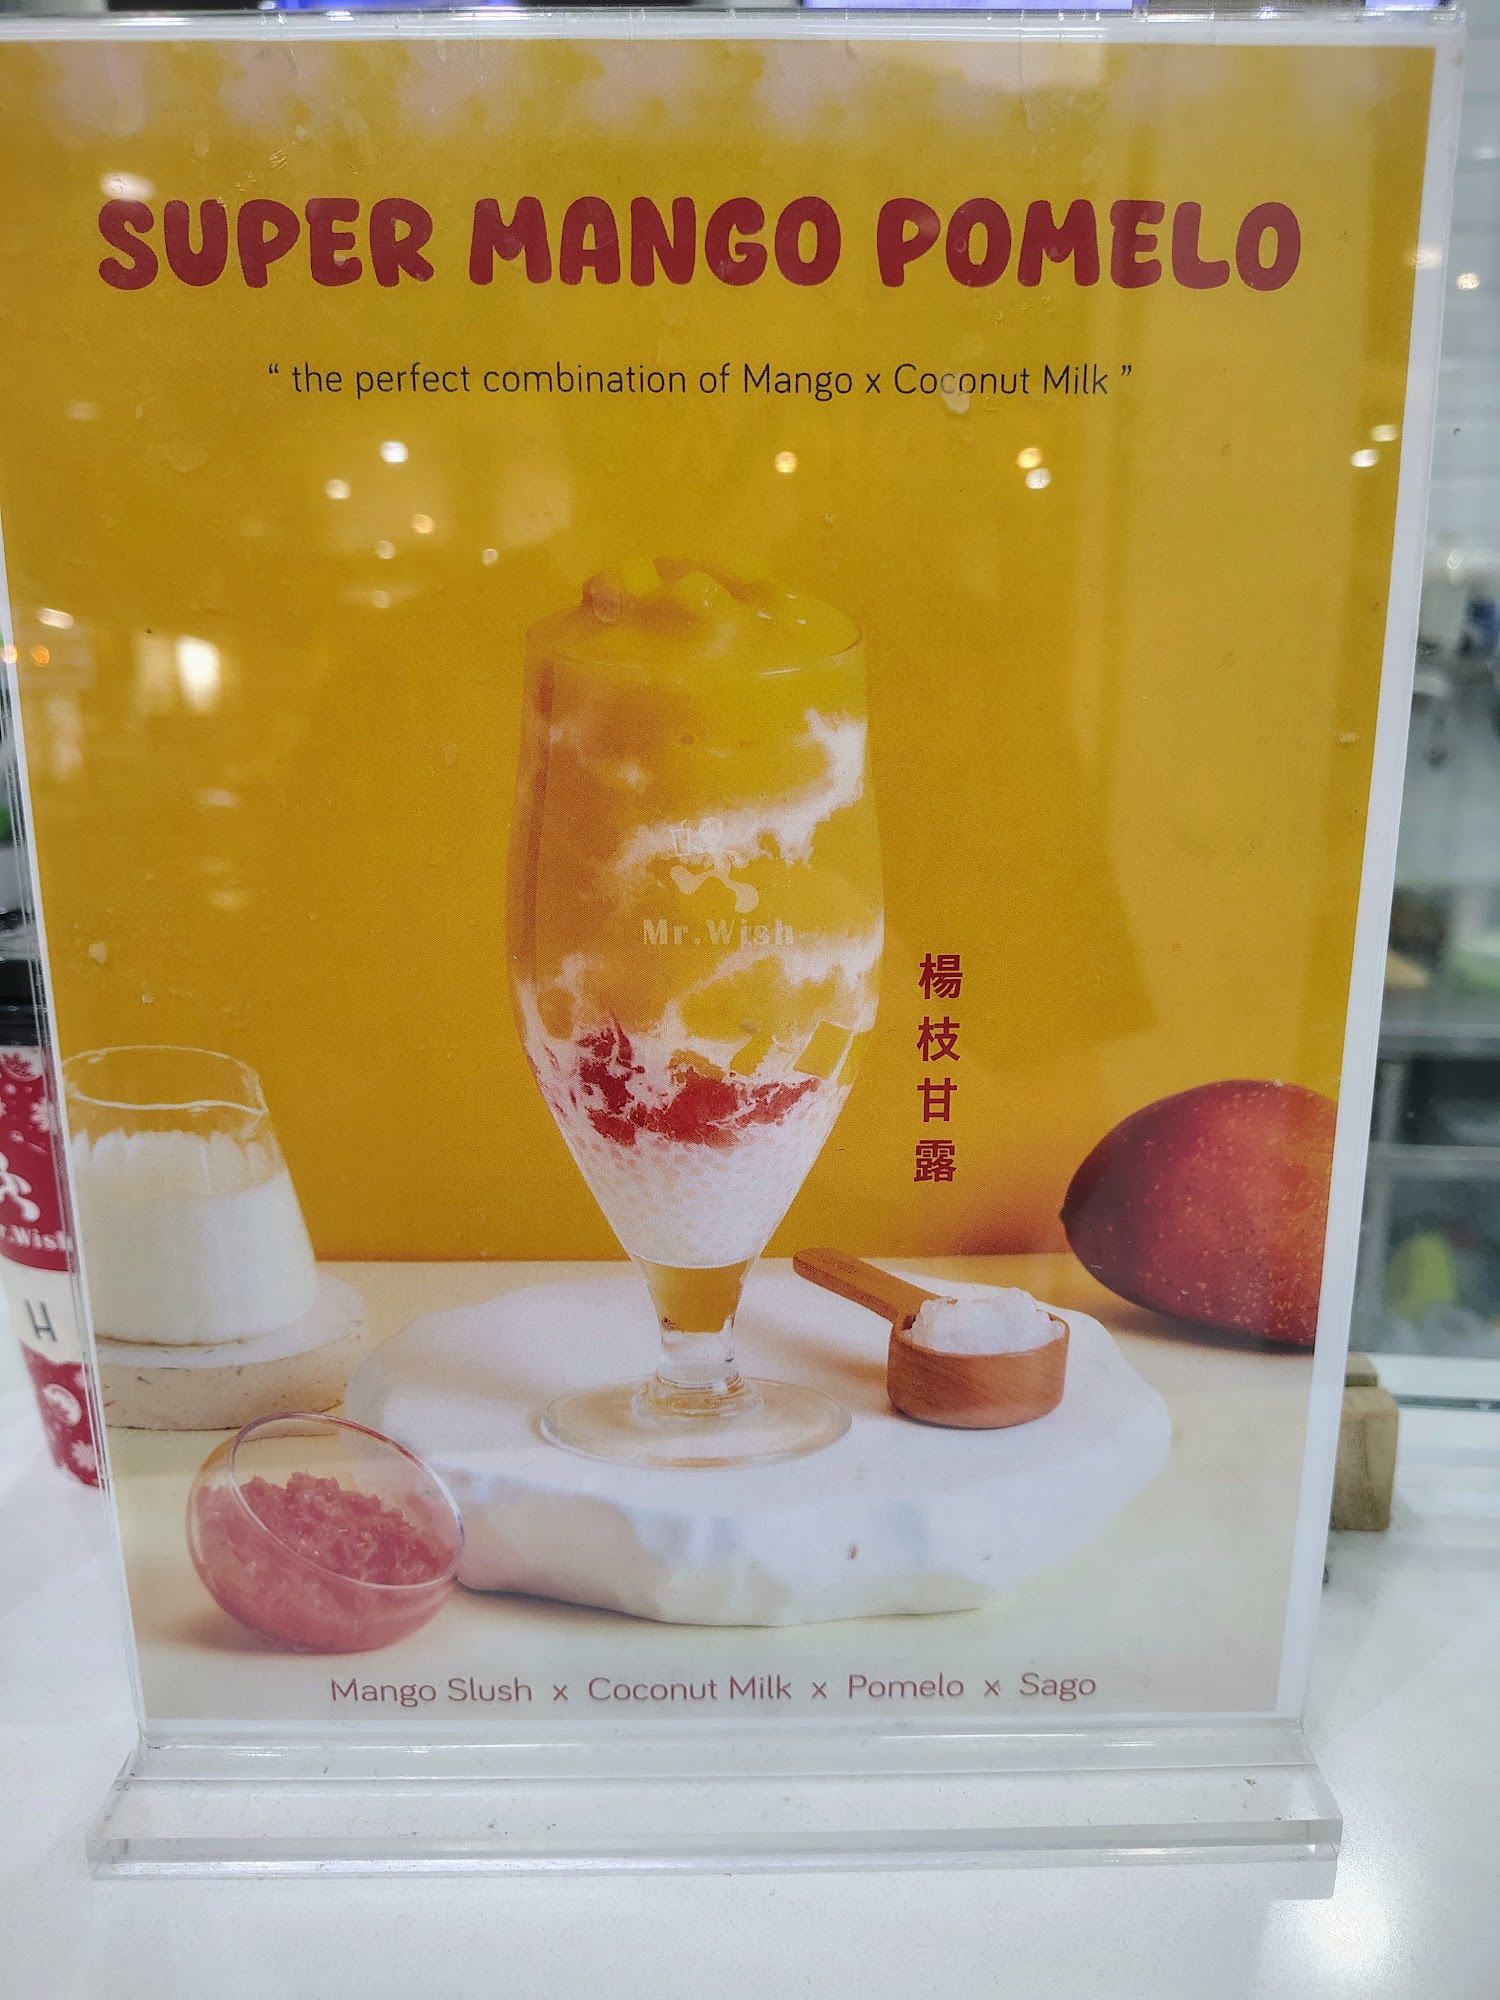 SUPER MANGO POMELO
“ the perfect combination of Mango x Coconut Milk ”
Mr.Wish
楊枝甘露
r.Wish
H
Mango Slush x Coconut Milk x Pomelo x Sago